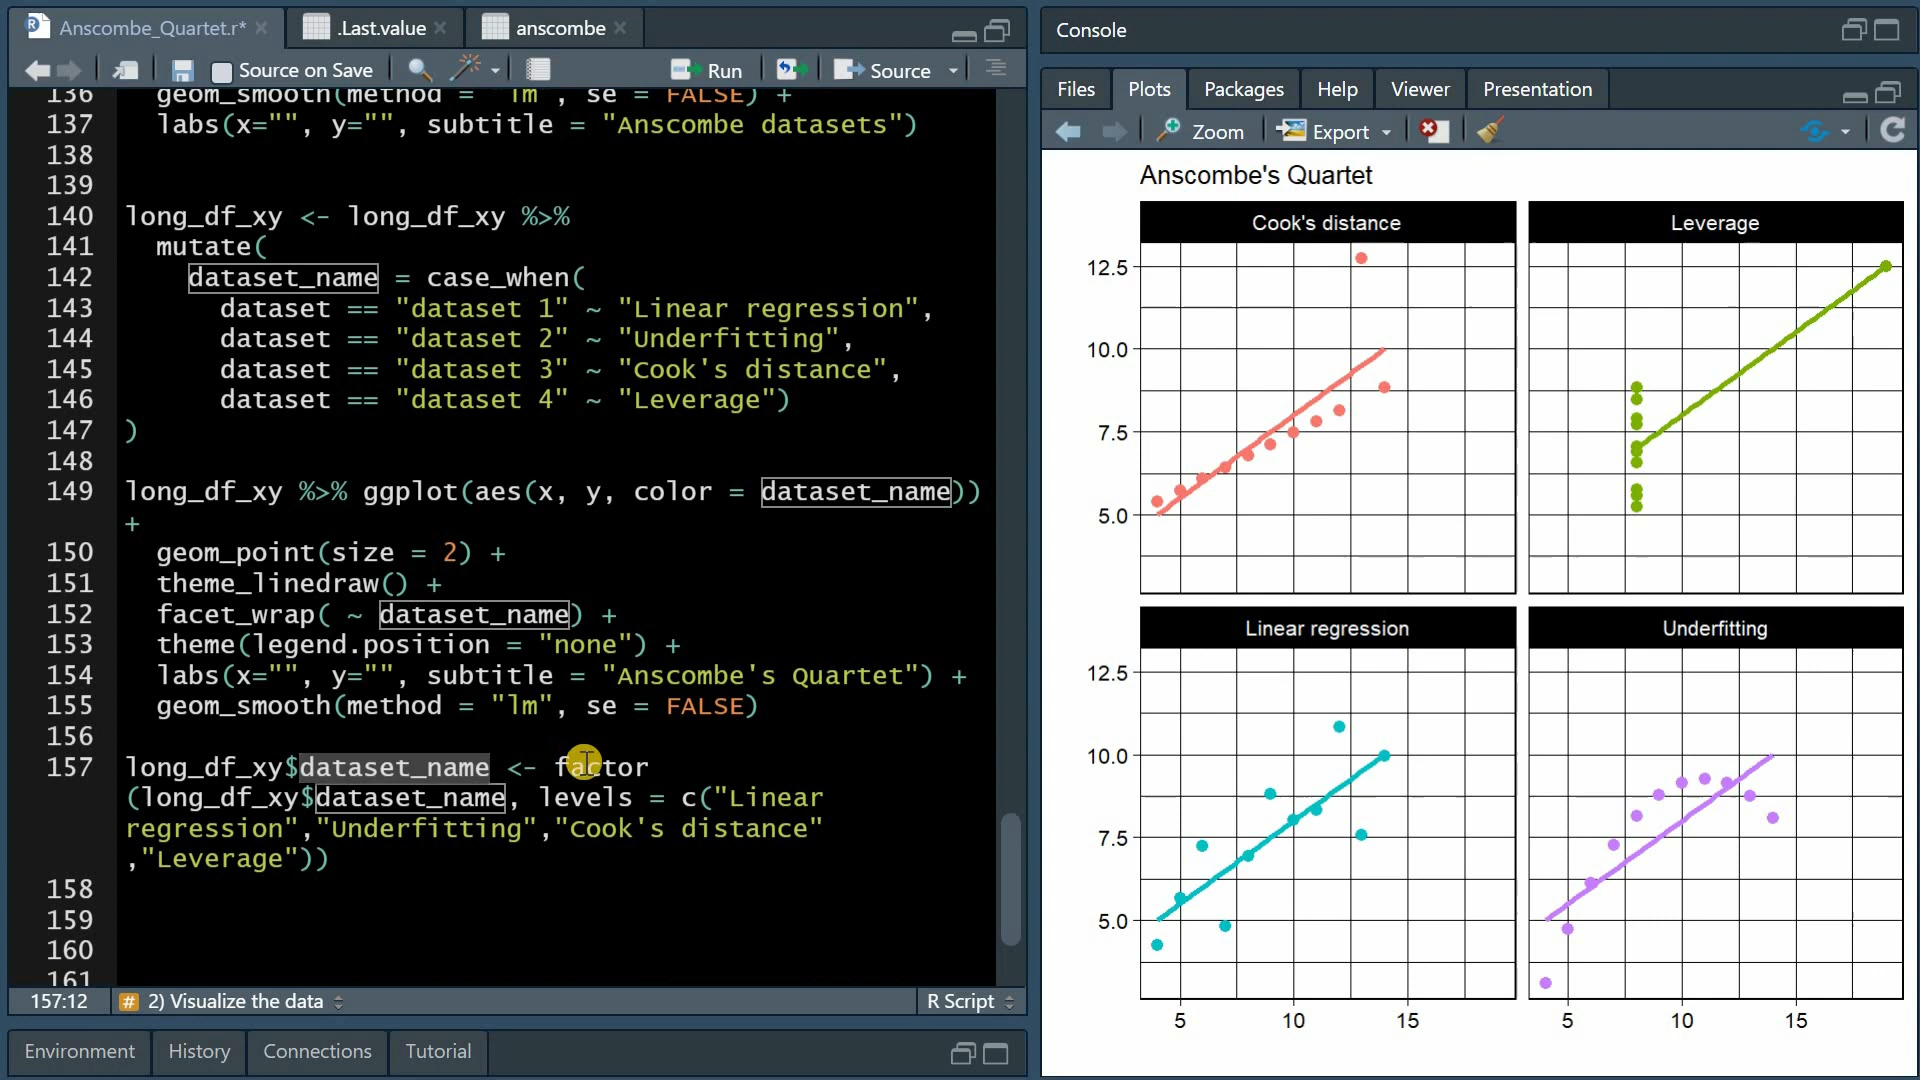 Anscombe_Quartet.r*
.Last.value
anscombe
Source on Save
Run
Source
136 geom_smooth(method = "lm", se = FALSE) +
137 labs(x="", y="", subtitle = "Anscombe datasets")
138
139
140 long_df_xy <- long_df_xy %>%
141 mutate(
142 dataset_name = case_when(
143 dataset == "dataset 1" ~ "Linear regression",
144 dataset == "dataset 2" ~ "Underfitting",
145 dataset == "dataset 3" ~ "Cook's distance",
146 dataset == "dataset 4" ~ "Leverage")
147 )
148
149 long_df_xy %>% ggplot(aes(x, y, color = dataset_name))
+
150 geom_point(size = 2) +
151 theme_linedraw() +
152 facet_wrap( ~ dataset_name) +
153 theme(legend.position = "none") +
154 labs(x="", y="", subtitle = "Anscombe's Quartet") +
155 geom_smooth(method = "lm", se = FALSE)
156
157 long_df_xy$dataset_name <- factor
(long_df_xy$dataset_name, levels = c("Linear
regression","Underfitting","Cook's distance"
,"Leverage"))
158
159
160
161
157:12
# 2) Visualize the data
R Script
Environment
History
Connections
Tutorial
Console
Files
Plots
Packages
Help
Viewer
Presentation
Zoom
Export
Anscombe's Quartet
Cook's distance
Leverage
12.5
10.0
7.5
5.0
Linear regression
Underfitting
12.5
10.0
7.5
5.0
5 10 15
5 10 15